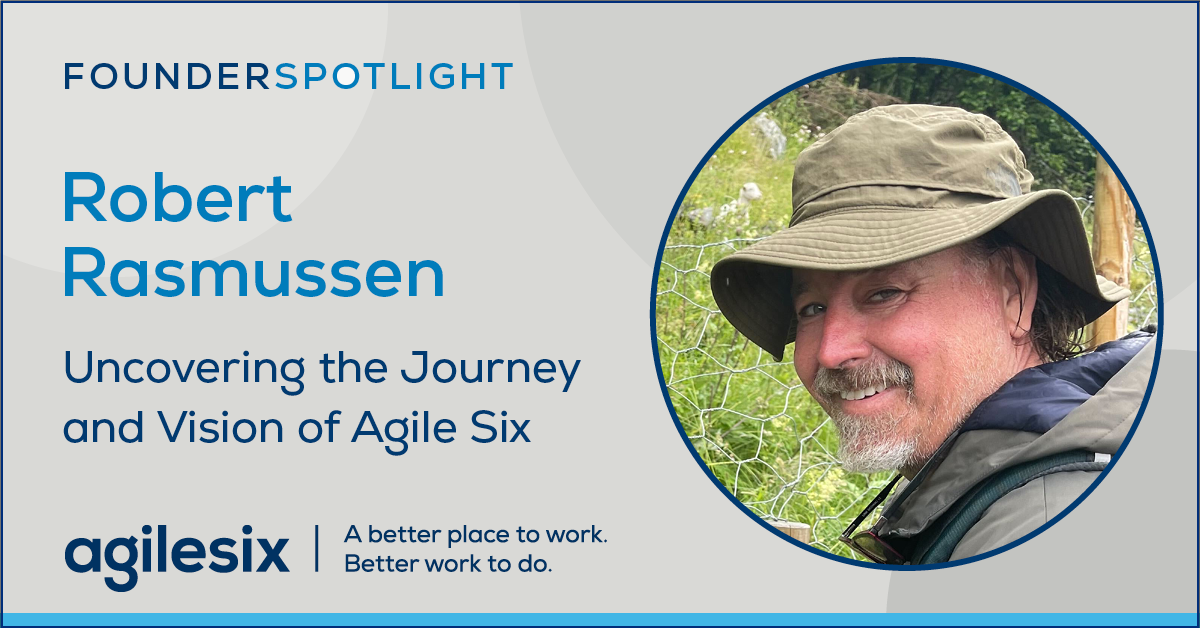 FOUNDERSPOTLIGHT
Robert
Rasmussen
Uncovering the Journey
and Vision of Agile Six
agilesix
A better place to work.
Better work to do.